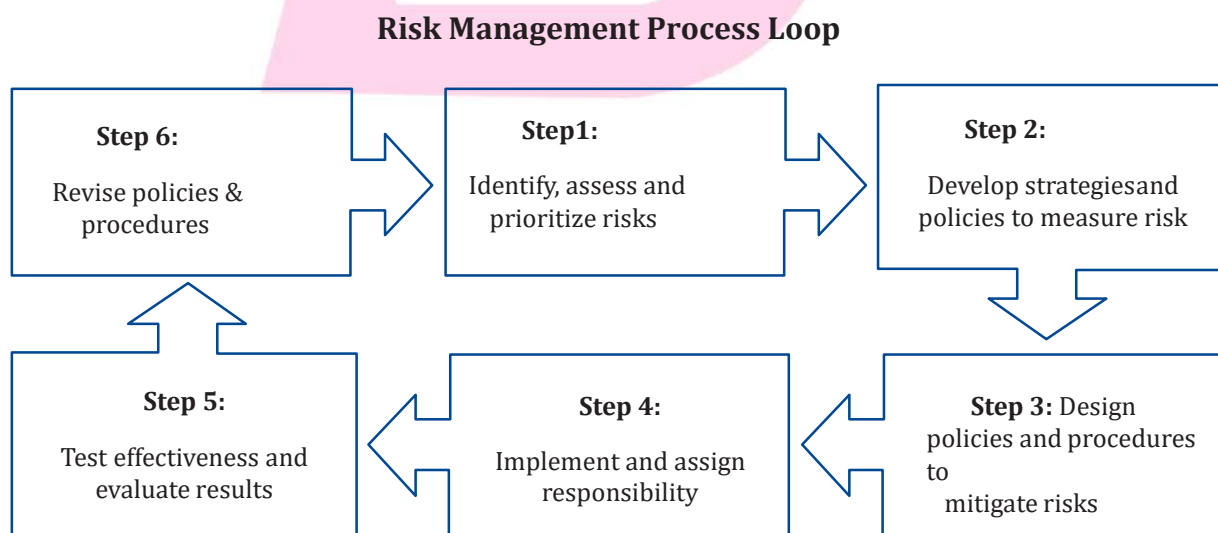 Risk Management Process Loop
Step 6:
Revise policies &
procedures
Step1:
Identify, assess and
prioritize risks
Step 2:
Develop strategiesand
policies to measure risk
Step 3: Design
policies and procedures
to
mitigate risks
Step 4:
Implement and assign
responsibility
Step 5:
Test effectiveness and
evaluate results